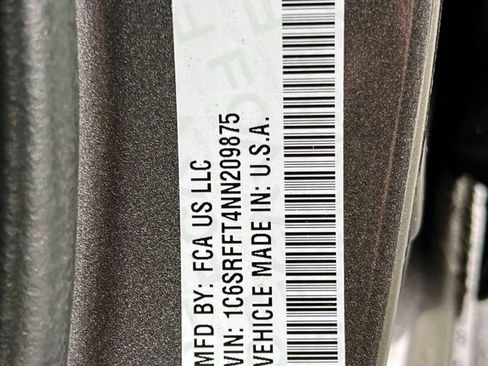 MFD BY: FCA US LLC
VIN: 1C6SRFFT4NN209875
VEHICLE MADE IN: U.S.A.